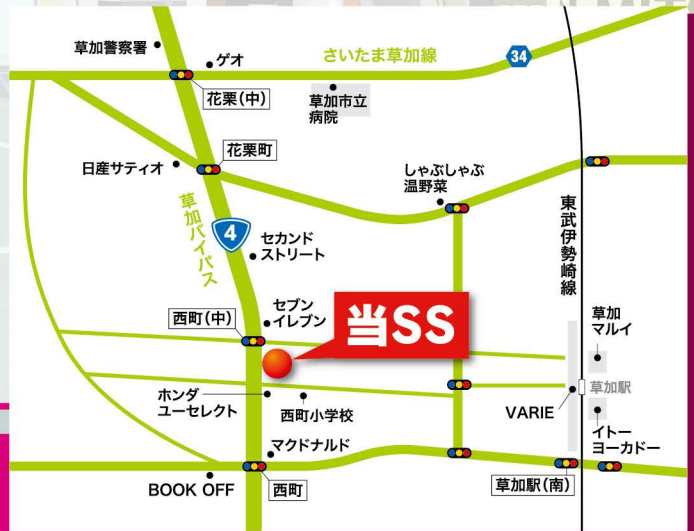 草加警察署
ゲオ
さいたま草加線
34
花栗(中)
草加市立
病院
花栗町
日産サティオ
しゃぶしゃぶ
温野菜
東武伊勢崎線
草加バイパス
4
セカンド
ストリート
セブン
イレブン
西町(中)
当SS
草加
マルイ
ホンダ
ユーセレクト
西町小学校
VARIE
草加駅
イトー
ヨーカドー
マクドナルド
BOOK OFF
西町
草加駅(南)